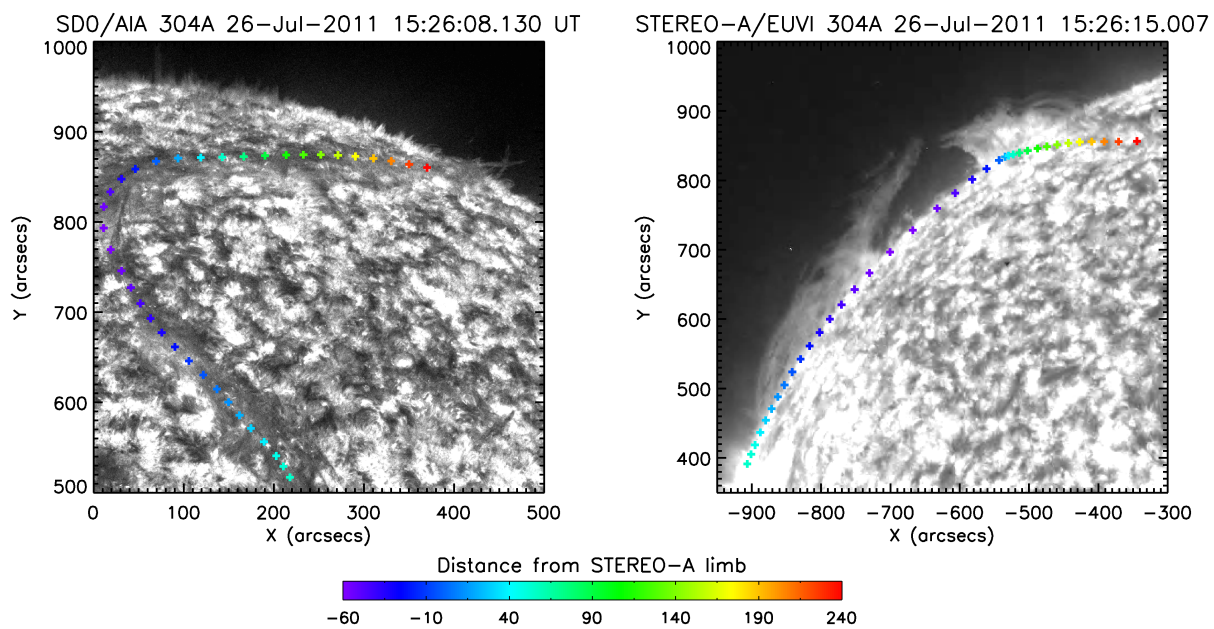 SDO/AIA 304A 26-Jul-2011 15:26:08.130 UT
STEREO-A/EUVI 304A 26-Jul-2011 15:26:15.007
1000
900
800
700
600
500
Y (arcsecs)
0 100 200 300 400 500
X (arcsecs)
1000
900
800
700
600
500
400
Y (arcsecs)
-900 -800 -700 -600 -500 -400 -300
X (arcsecs)
Distance from STEREO-A limb
-60 -10 40 90 140 190 240